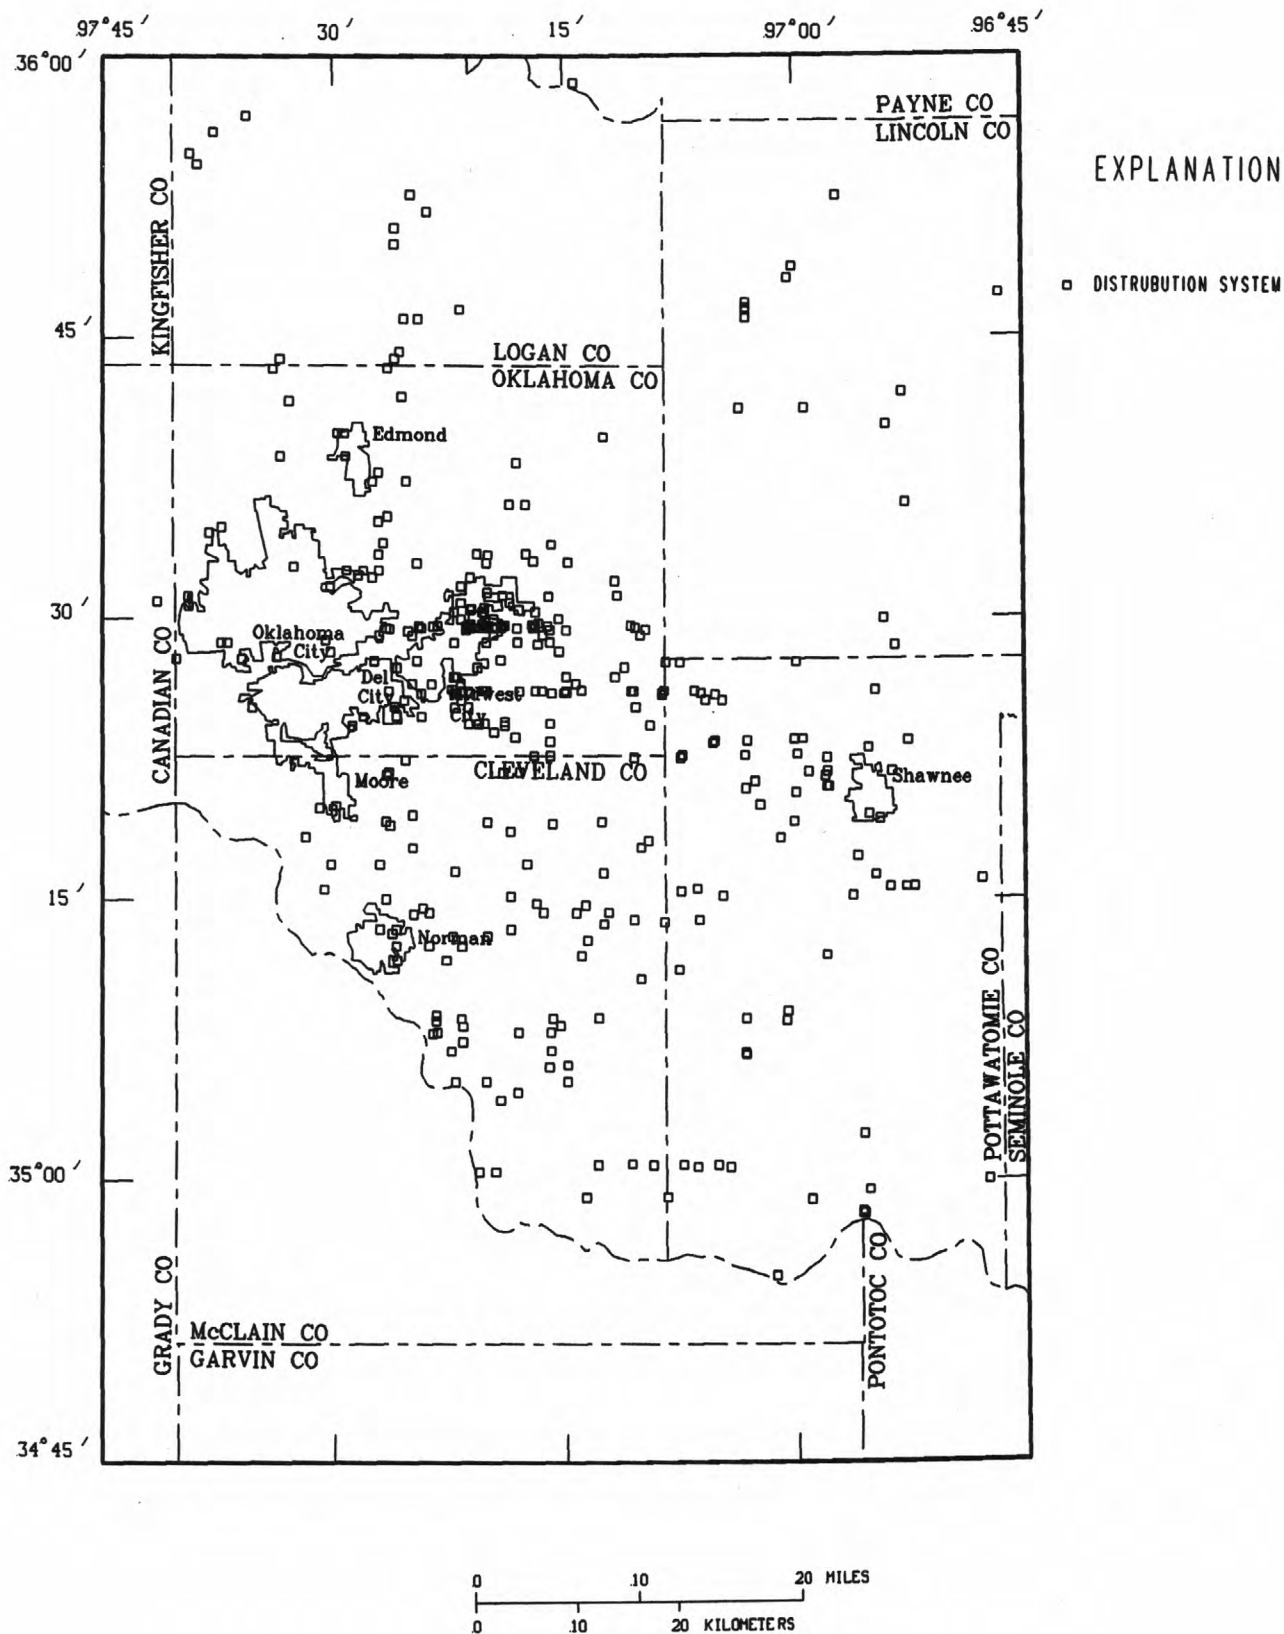 97°45′ 30′ 15′ 97°00′ 96°45′
36°00′
PAYNE CO
LINCOLN CO
EXPLANATION
KINGFISHER CO
DISTRUBUTION SYSTEM
45′
LOGAN CO
OKLAHOMA CO
Edmond
30′
Oklahoma
City
CANADIAN CO
Del
City
Midwest
City
CLEVELAND CO
Moore
Shawnee
15′
Norman
POTTAWATOMIE CO
SEMINOLE CO
35°00′
GRADY CO
PONTOTOC CO
McCLAIN CO
GARVIN CO
34°45′
0 10 20 MILES
0 10 20 KILOMETERS